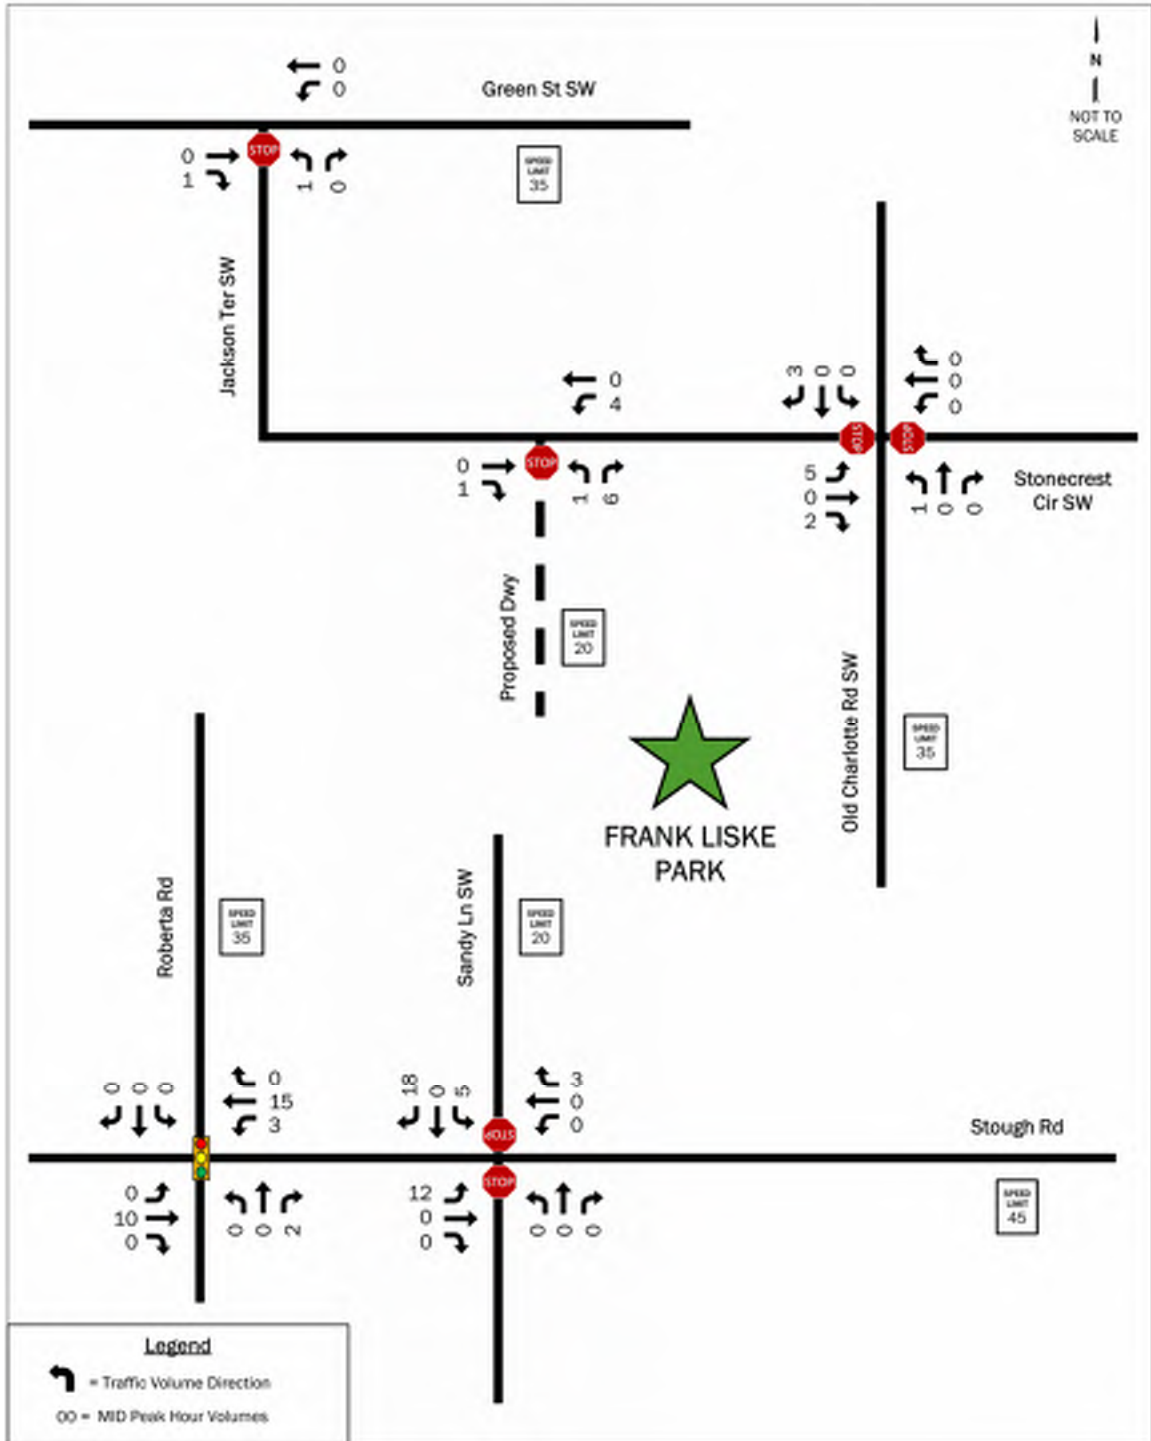 0
0
Green St SW
N
NOT TO
SCALE
STOP
0
1
1 0
SPEED
LIMIT
35
Jackson Ter SW
0
4
3 0 0
0
0
0
STOP
STOP
STOP
0
1
1 6
5
0
2
1 0 0
Stonecrest
Cir SW
Proposed Dwy
SPEED
LIMIT
20
Old Charlotte Rd SW
SPEED
LIMIT
35
FRANK LISKE
PARK
Roberta Rd
SPEED
LIMIT
35
Sandy Ln SW
SPEED
LIMIT
20
0 0 0
0
15
3
18 0 5
3
0
0
STOP
Stough Rd
STOP
0
10
0
0 0 2
12
0
0
0 0 0
SPEED
LIMIT
45
Legend
= Traffic Volume Direction
00 = MID Peak Hour Volumes